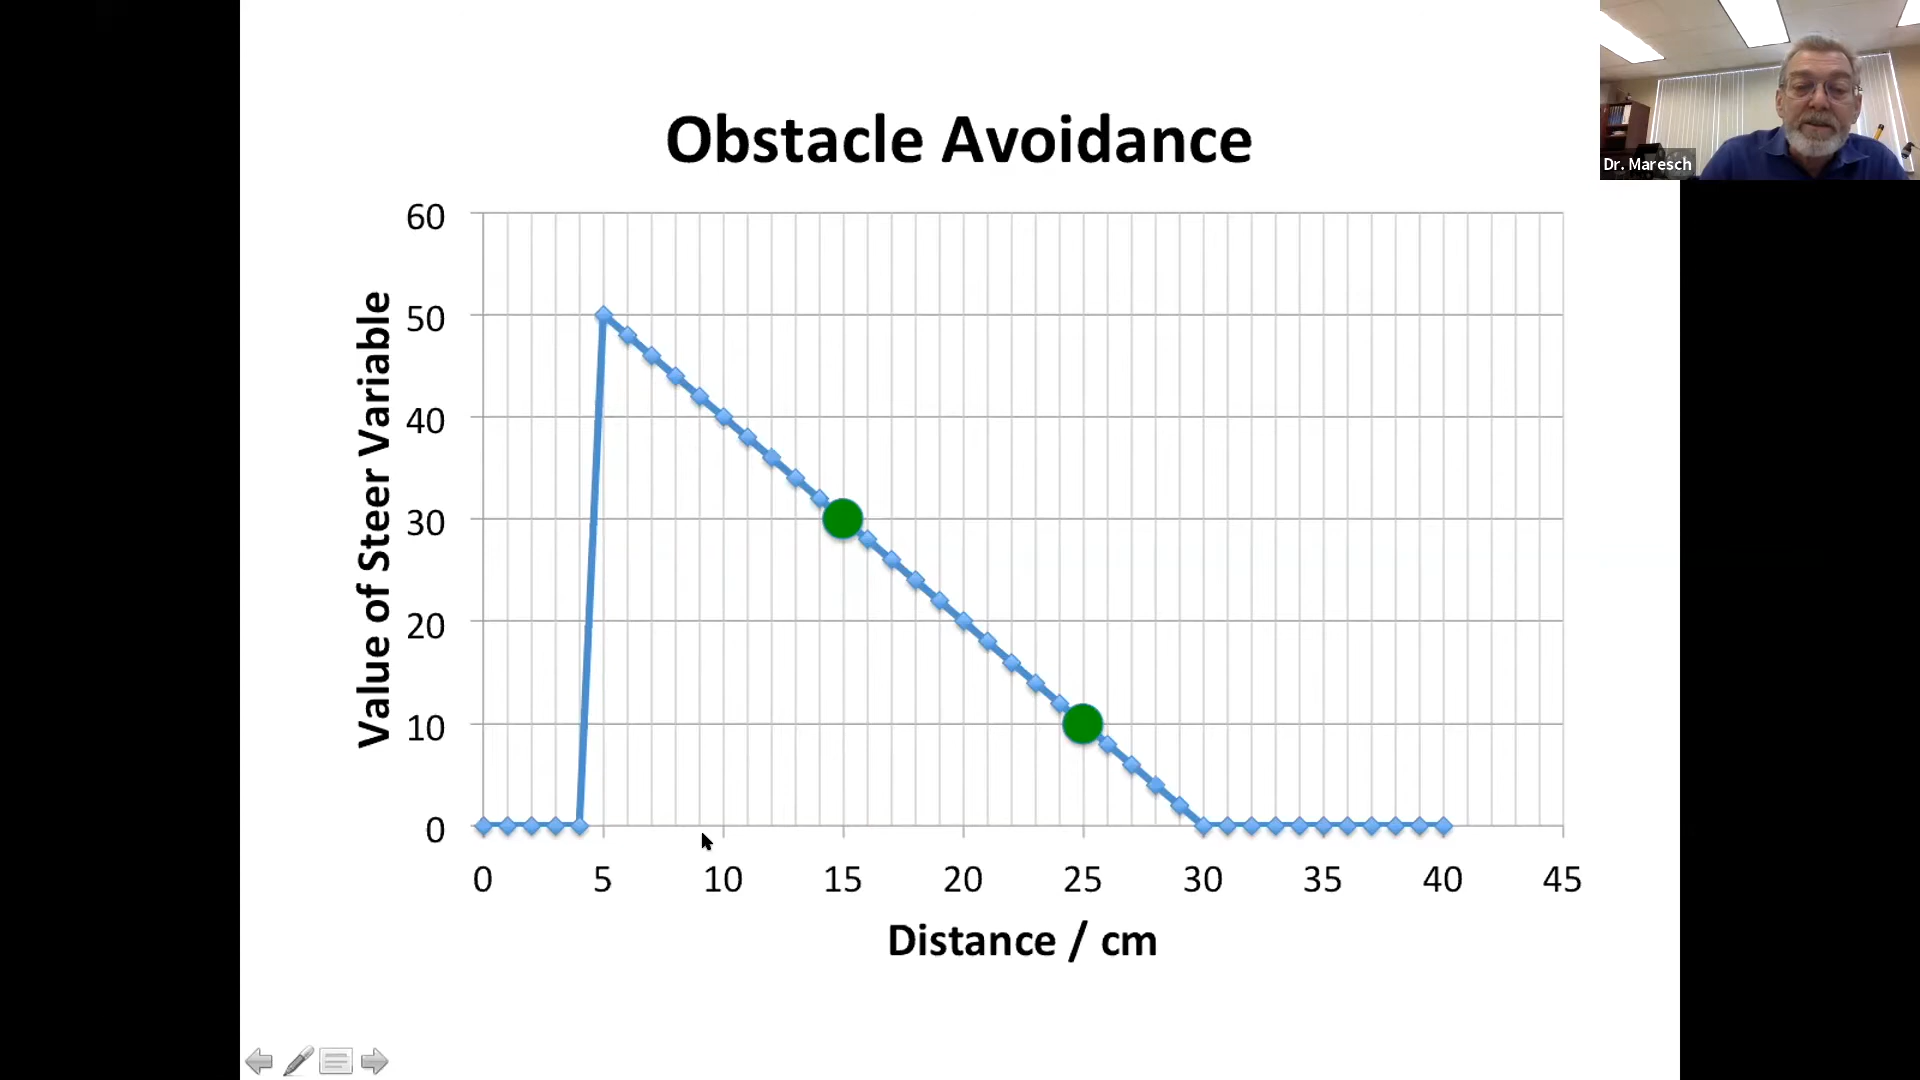 Obstacle Avoidance
Dr. Maresch
60
50
40
30
20
10
0
Value of Steer Variable
0 5 10 15 20 25 30 35 40 45
Distance / cm